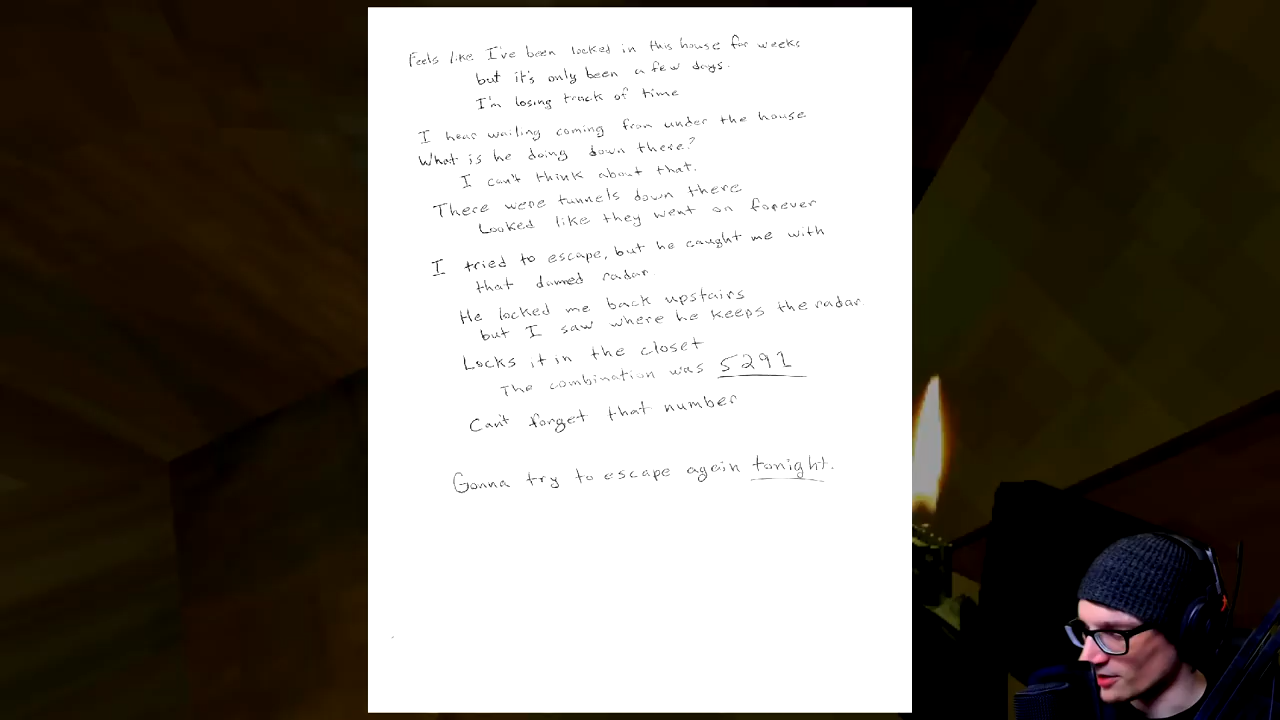 Feels like I've been locked in this house for weeks
but it's only been a few days.
I'm losing track of time
I hear wailing coming from under the house
What is he doing down there?
I can't think about that.
There were tunnels down there
Looked like they went on forever
I tried to escape, but he caught me with
that damed radar
He locked me back upstairs
but I saw where he keeps the radar
Locks it in the closet
The combination was 5291
Can't forget that number
Gonna try to escape again tonight.